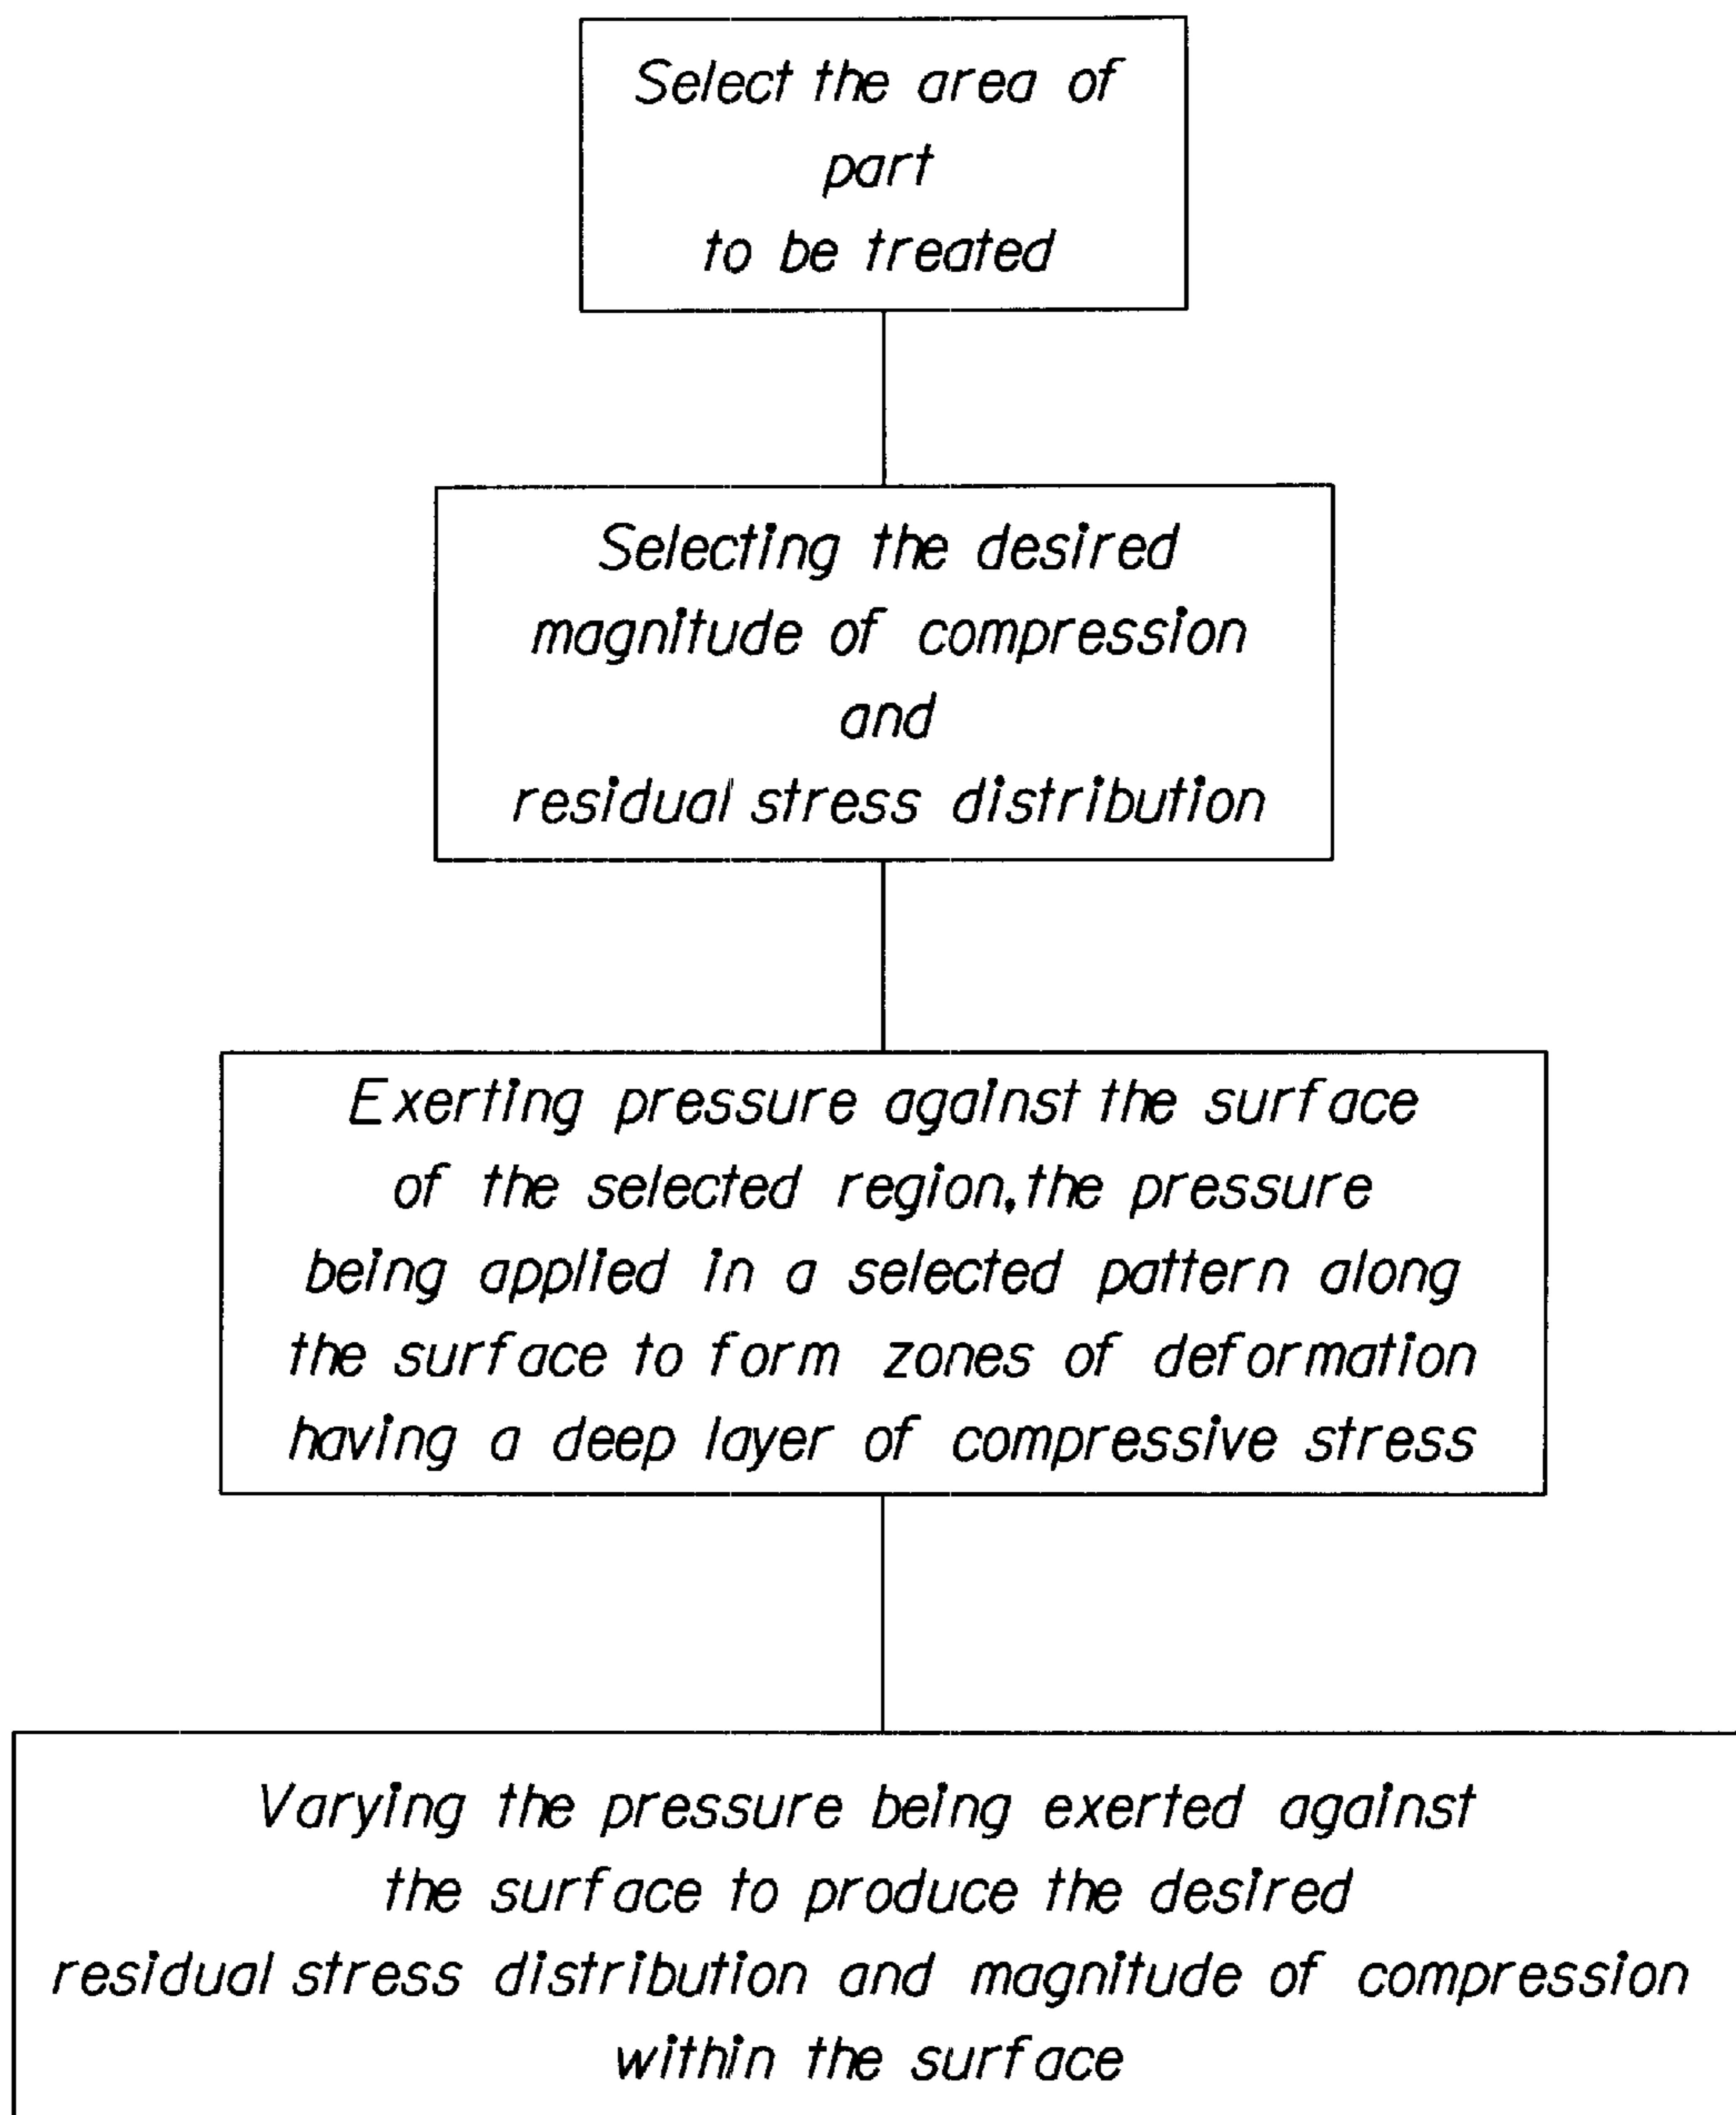 Select the area of
part
to be treated
Selecting the desired
magnitude of compression
and
residual stress distribution
Exerting pressure against the surface
of the selected region, the pressure
being applied in a selected pattern along
the surface to form zones of deformation
having a deep layer of compressive stress
Varying the pressure being exerted against
the surface to produce the desired
residual stress distribution and magnitude of compression
within the surface